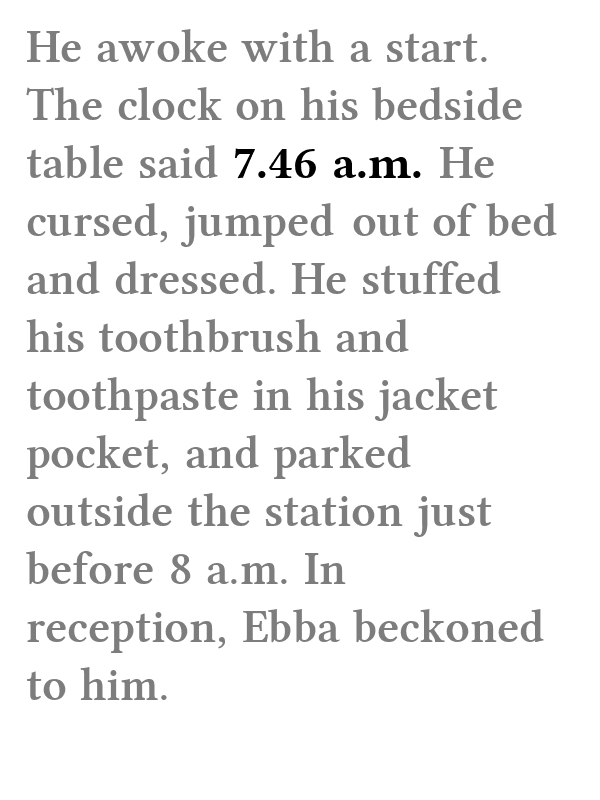 He awoke with a start.
The clock on his bedside
table said 7.46 a.m. He
cursed, jumped out of bed
and dressed. He stuffed
his toothbrush and
toothpaste in his jacket
pocket, and parked
outside the station just
before 8 a.m. In
reception, Ebba beckoned
to him.